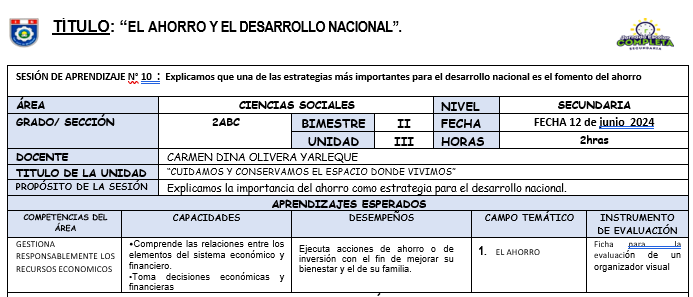 TÌTULO: “EL AHORRO Y EL DESARROLLO NACIONAL”.
COMPLETA
SECUNDARIA
SESIÓN DE APRENDIZAJE N° 10 : Explicamos que una de las estrategias más importantes para el desarrollo nacional es el fomento del ahorro
ÁREA CIENCIAS SOCIALES NIVEL SECUNDARIA
GRADO/ SECCIÓN 2ABC BIMESTRE II FECHA FECHA 12 de junio 2024
UNIDAD III HORAS 2hras
DOCENTE CARMEN DINA OLIVERA YARLEQUE
TITULO DE LA UNIDAD “CUIDAMOS Y CONSERVAMOS EL ESPACIO DONDE VIVIMOS”
PROPÓSITO DE LA SESIÓN Explicamos la importancia del ahorro como estrategia para el desarrollo nacional.
APRENDIZAJES ESPERADOS
COMPETENCIAS DEL
ÁREA
CAPACIDADES
DESEMPEÑOS
CAMPO TEMÁTICO
INSTRUMENTO
DE EVALUACIÓN
GESTIONA
RESPONSABLEMENTE LOS
RECURSOS ECONOMICOS
•Comprende las relaciones entre los
elementos del sistema económico y
financiero.
•Toma decisiones económicas y
financieras
Ejecuta acciones de ahorro o de
inversión con el fin de mejorar su
bienestar y el de su familia.
1. EL AHORRO
Ficha para la
evaluación de un
organizador visual